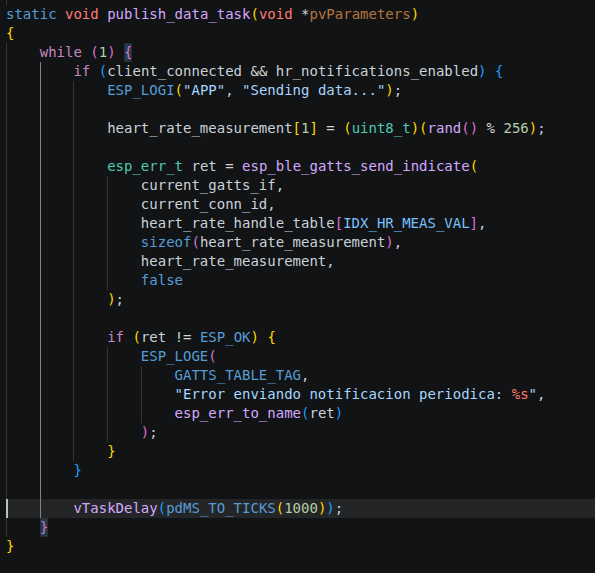 static void publish_data_task(void *pvParameters)
{
    while (1) {
        if (client_connected && hr_notifications_enabled) {
            ESP_LOGI("APP", "Sending data...");

            heart_rate_measurement[1] = (uint8_t)(rand() % 256);

            esp_err_t ret = esp_ble_gatts_send_indicate(
                current_gatts_if,
                current_conn_id,
                heart_rate_handle_table[IDX_HR_MEAS_VAL],
                sizeof(heart_rate_measurement),
                heart_rate_measurement,
                false
            );

            if (ret != ESP_OK) {
                ESP_LOGE(
                    GATTS_TABLE_TAG,
                    "Error enviando notificacion periodica: %s",
                    esp_err_to_name(ret)
                );
            }
        }

        vTaskDelay(pdMS_TO_TICKS(1000));
    }
}